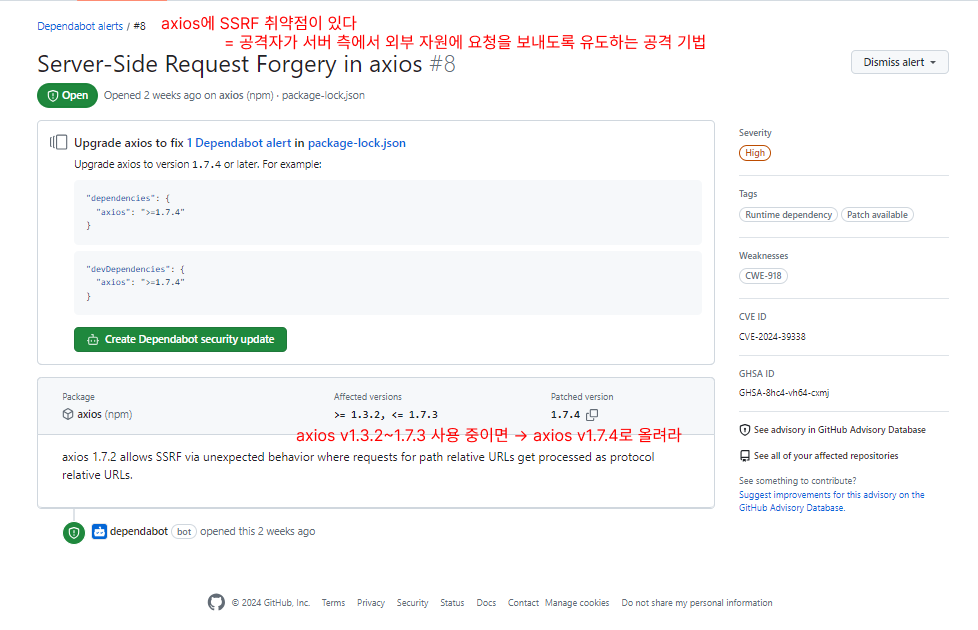 Dependabot alerts / #8
axios에 SSRF 취약점이 있다
= 공격자가 서버 측에서 외부 자원에 요청을 보내도록 유도하는 공격 기법
Server-Side Request Forgery in axios #8
Dismiss alert
Open
Opened 2 weeks ago on axios (npm) · package-lock.json
Upgrade axios to fix 1 Dependabot alert in package-lock.json
Upgrade axios to version 1.7.4 or later. For example:
"dependencies": {
"axios": ">=1.7.4"
}
"devDependencies": {
"axios": ">=1.7.4"
}
Create Dependabot security update
Package
axios (npm)
Affected versions
>= 1.3.2, <= 1.7.3
Patched version
1.7.4
axios v1.3.2~1.7.3 사용 중이면 → axios v1.7.4로 올려라
axios 1.7.2 allows SSRF via unexpected behavior where requests for path relative URLs get processed as protocol
relative URLs.
dependabot bot opened this 2 weeks ago
Severity
High
Tags
Runtime dependency
Patch available
Weaknesses
CWE-918
CVE ID
CVE-2024-39338
GHSA ID
GHSA-8hc4-vh64-cxmj
See advisory in GitHub Advisory Database
See all of your affected repositories
See something to contribute?
Suggest improvements for this advisory on the
GitHub Advisory Database.
© 2024 GitHub, Inc. Terms Privacy Security Status Docs Contact Manage cookies Do not share my personal information